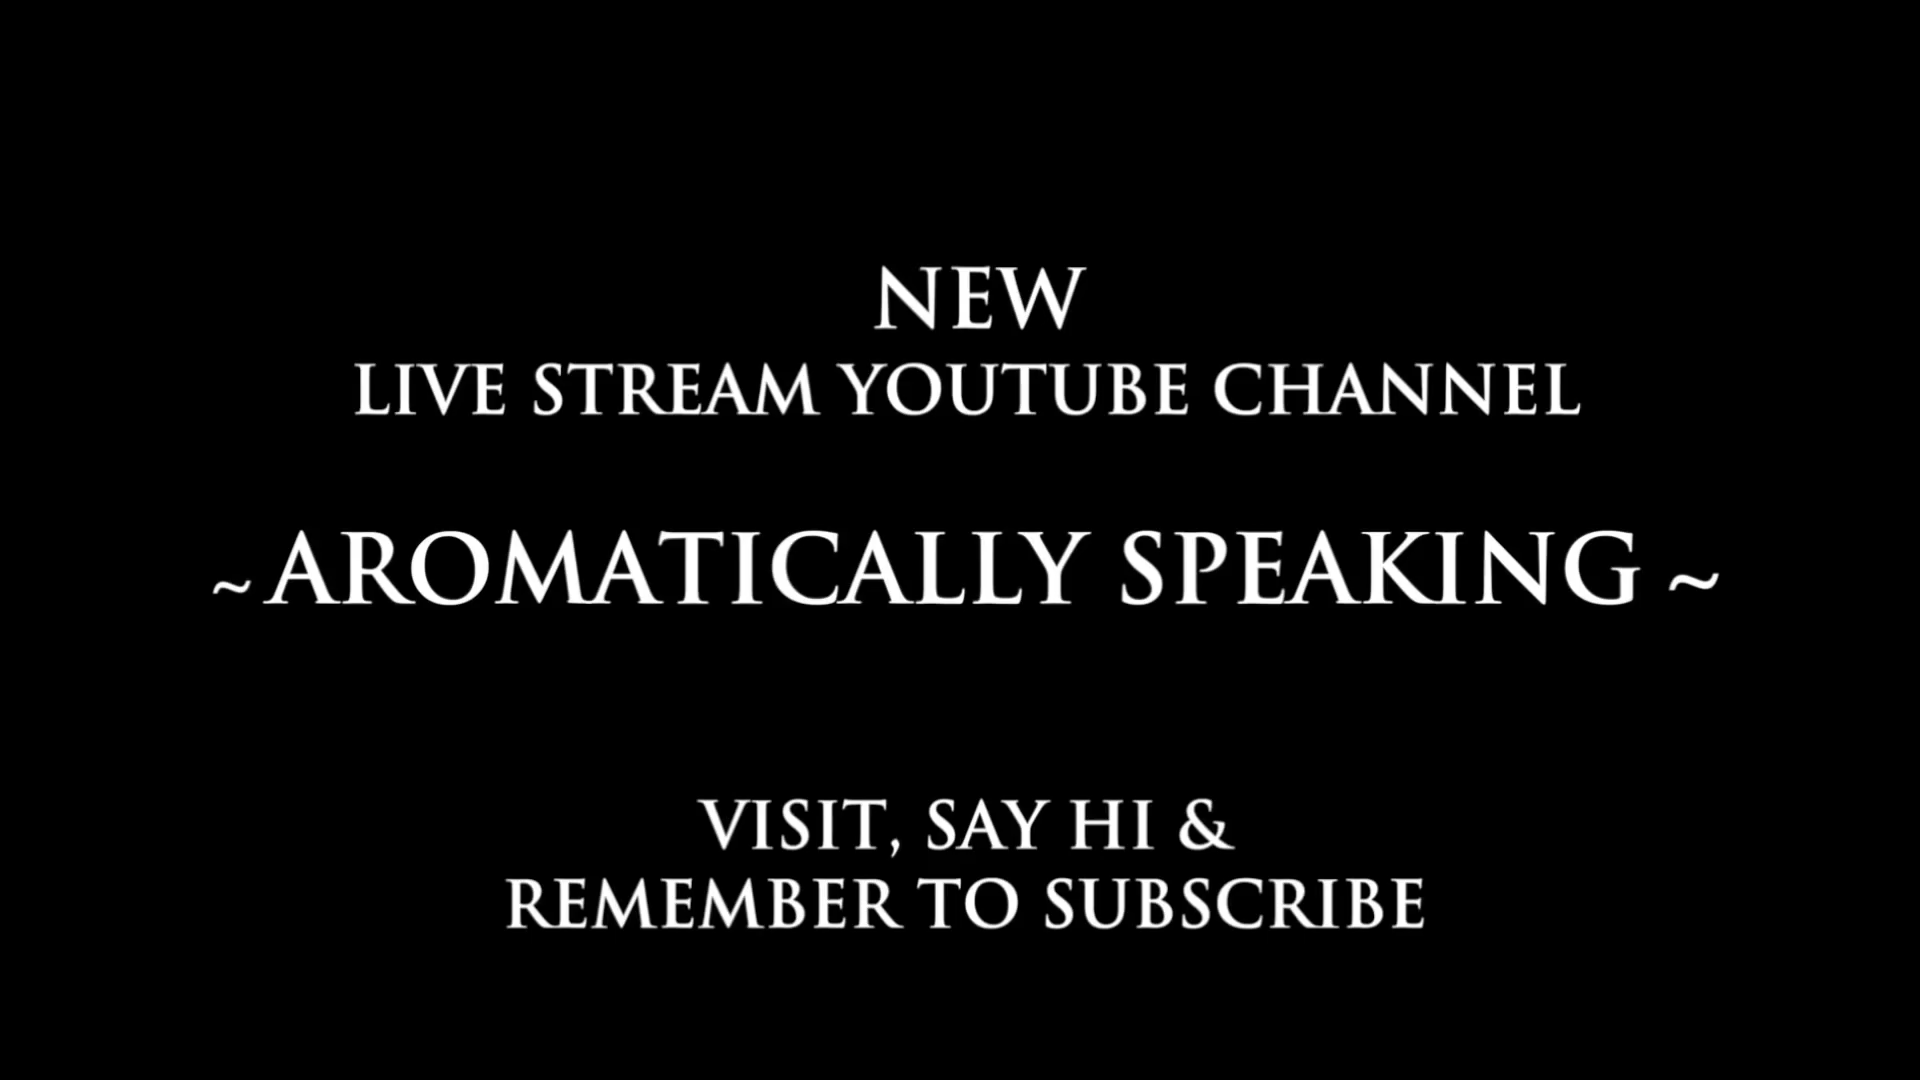 NEW
LIVE STREAM YOUTUBE CHANNEL
~ AROMATICALLY SPEAKING ~
VISIT, SAY HI &
REMEMBER TO SUBSCRIBE